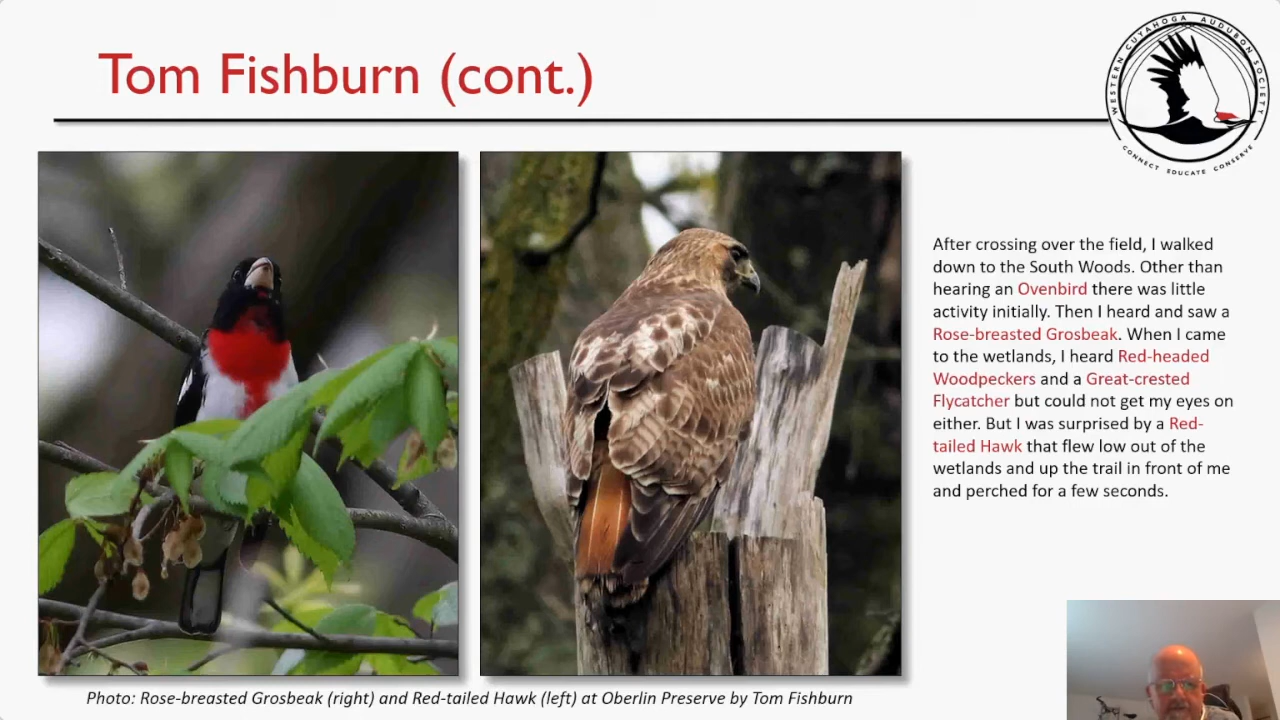 Tom Fishburn (cont.)
WESTERN CUYAHOGA AUDUBON SOCIETY
CONNECT EDUCATE CONSERVE
After crossing over the field, I walked
down to the South Woods. Other than
hearing an Ovenbird there was little
activity initially. Then I heard and saw a
Rose-breasted Grosbeak. When I came
to the wetlands, I heard Red-headed
Woodpeckers and a Great-crested
Flycatcher but could not get my eyes on
either. But I was surprised by a Red-
tailed Hawk that flew low out of the
wetlands and up the trail in front of me
and perched for a few seconds.
Photo: Rose-breasted Grosbeak (right) and Red-tailed Hawk (left) at Oberlin Preserve by Tom Fishburn